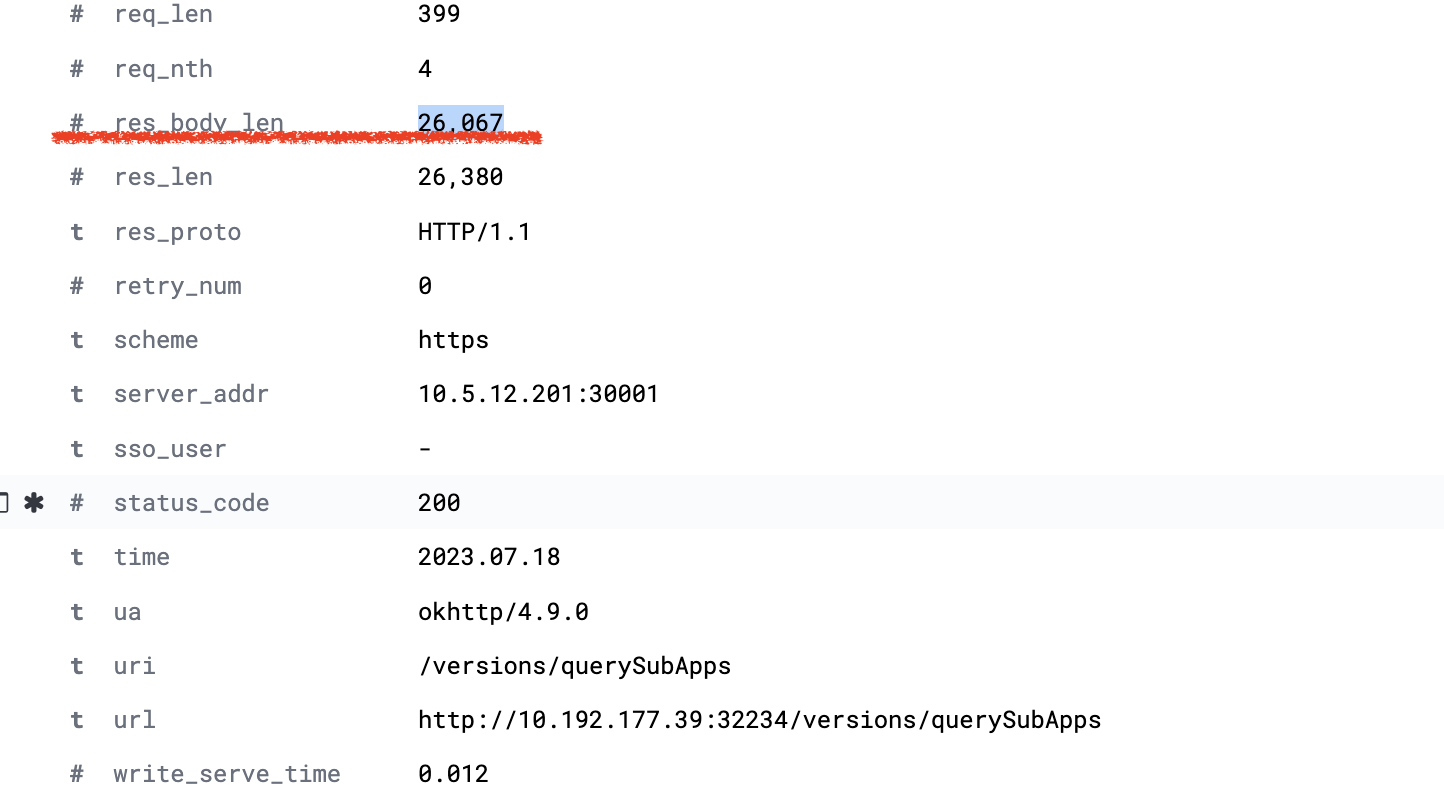 # req_len 399
# req_nth 4
# res_body_len 26,067
# res_len 26,380
t res_proto HTTP/1.1
# retry_num 0
t scheme https
t server_addr 10.5.12.201:30001
t sso_user -
# status_code 200
t time 2023.07.18
t ua okhttp/4.9.0
t uri /versions/querySubApps
t url http://10.192.177.39:32234/versions/querySubApps
# write_serve_time 0.012